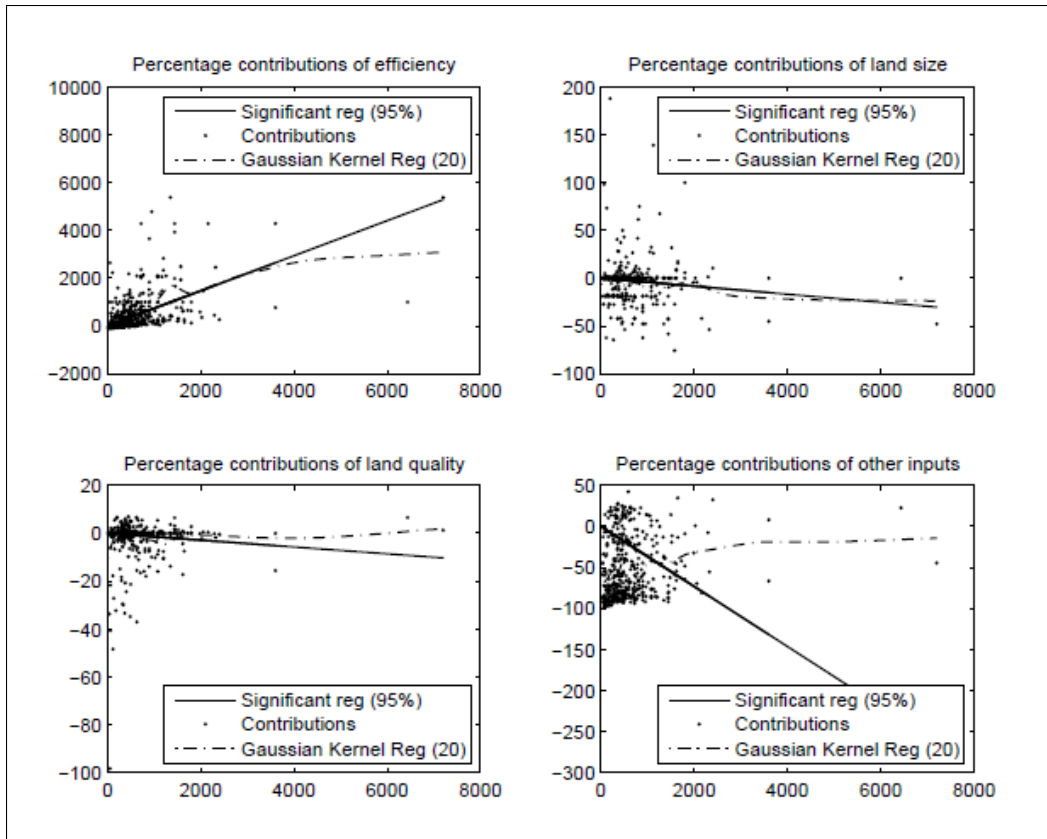 Percentage contributions of efficiency
10000
8000
6000
4000
2000
0
−2000
0 2000 4000 6000 8000
Significant reg (95%)
Contributions
Gaussian Kernel Reg (20)
Percentage contributions of land size
200
150
100
50
0
−50
−100
0 2000 4000 6000 8000
Significant reg (95%)
Contributions
Gaussian Kernel Reg (20)
Percentage contributions of land quality
20
0
−20
−40
−60
−80
−100
0 2000 4000 6000 8000
Significant reg (95%)
Contributions
Gaussian Kernel Reg (20)
Percentage contributions of other inputs
50
0
−50
−100
−150
−200
−250
−300
0 2000 4000 6000 8000
Significant reg (95%)
Contributions
Gaussian Kernel Reg (20)